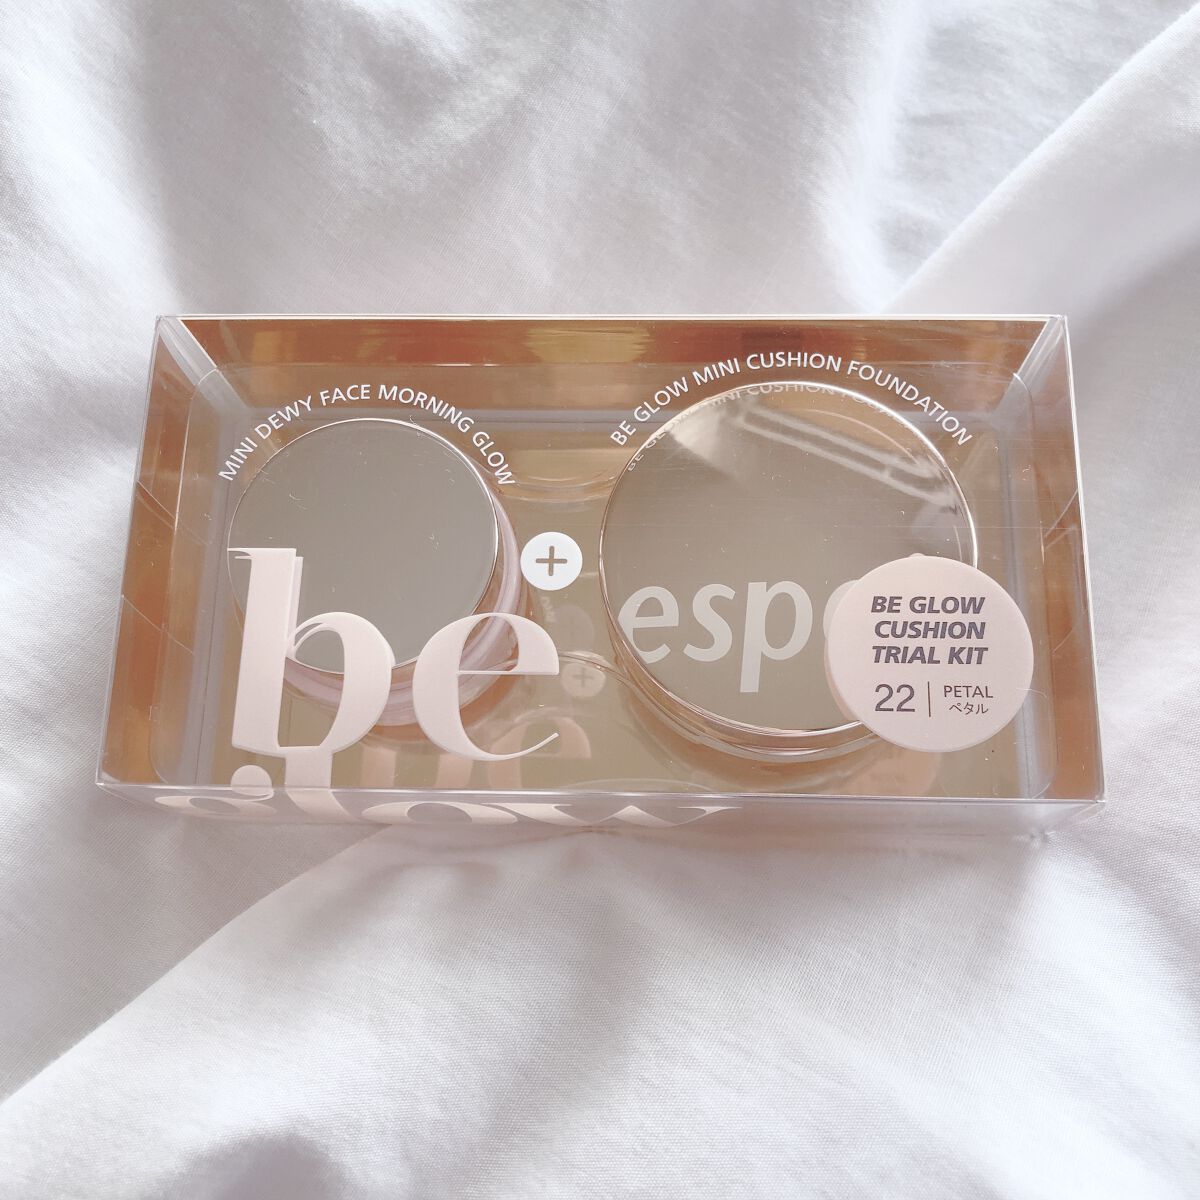 MINI DEWY FACE MORNING GLOW
BE GLOW MINI CUSHION FOUNDATION
+
be
glow
espo
BE GLOW
CUSHION
TRIAL KIT
22 | PETAL
ペタル